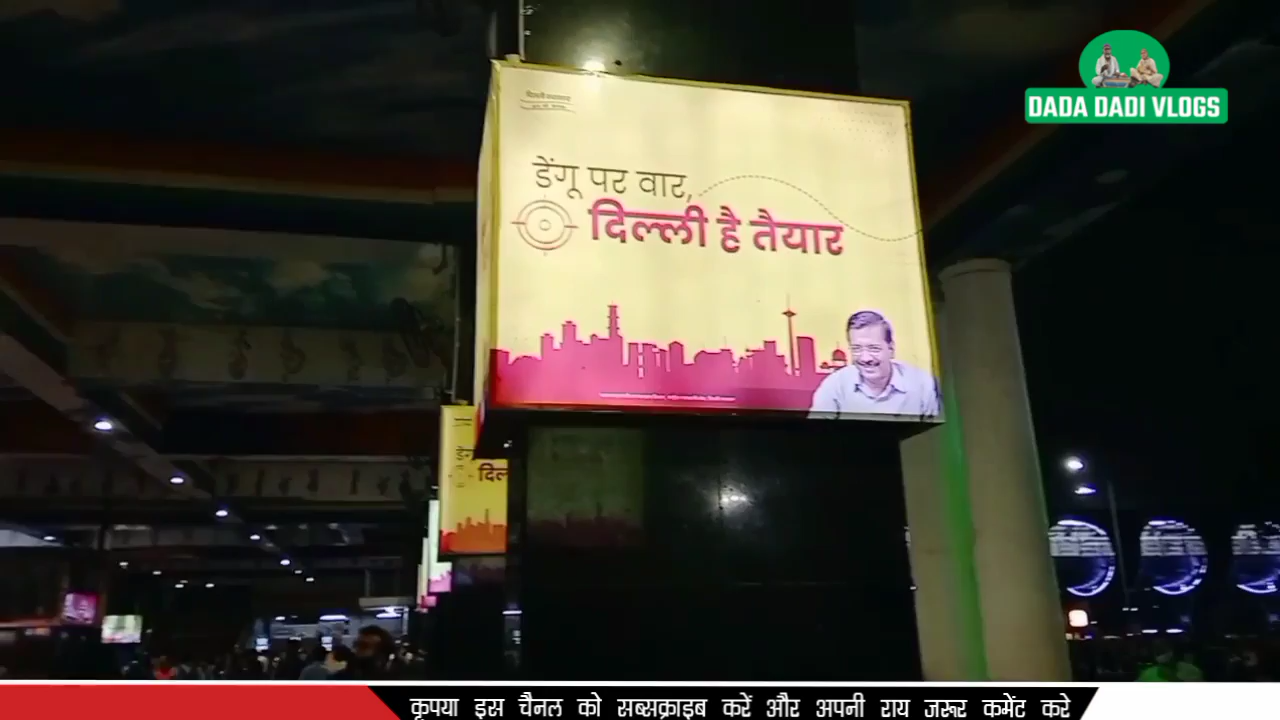 DADA DADI VLOGS
डेंगू पर वार,
दिल्ली है तैयार
कृपया इस चैनल को सब्सक्राइब करें और अपनी राय जरूर कमेंट करे